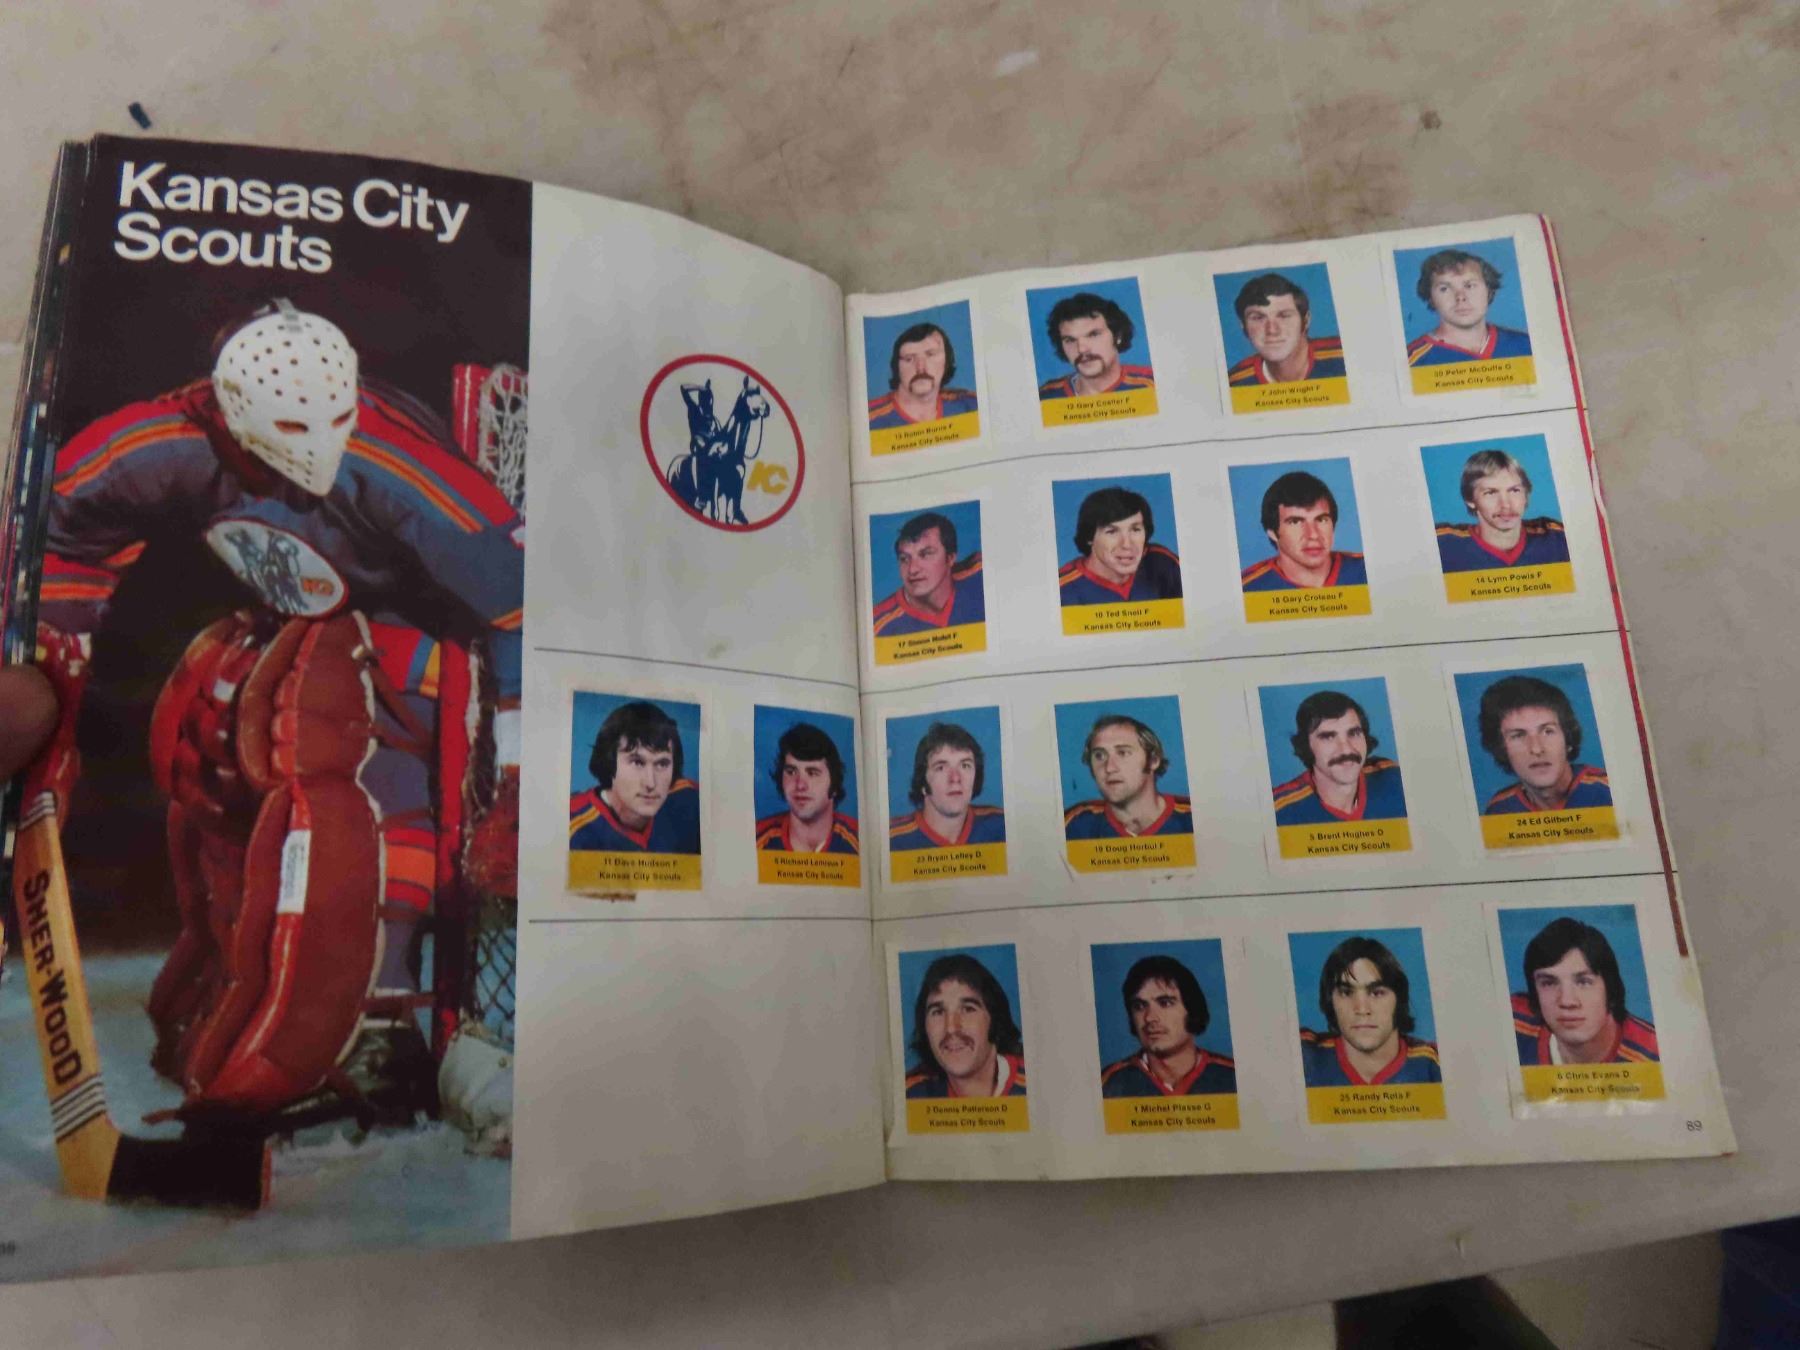 Kansas City
Scouts
KC
SHER-WOOD
11 Dave Hudson F
Kansas City Scouts
Richard Lemieux F
Kansas City Scouts
13 Robin Burns F
Kansas City Scouts
12 Gary Coalter F
Kansas City Scouts
7 John Wright F
Kansas City Scouts
30 Peter McDuffe G
Kansas City Scouts
17 Simon Nolet F
Kansas City Scouts
10 Ted Snell F
Kansas City Scouts
18 Gary Croteau F
Kansas City Scouts
14 Lynn Powis F
Kansas City Scouts
23 Bryan Lefley D
Kansas City Scouts
19 Doug Horbul F
Kansas City Scouts
5 Brent Hughes D
Kansas City Scouts
24 Ed Gilbert F
Kansas City Scouts
2 Dennis Patterson D
Kansas City Scouts
1 Michel Plasse G
Kansas City Scouts
25 Randy Rota F
Kansas City Scouts
6 Chris Evans D
Kansas City Scouts
89